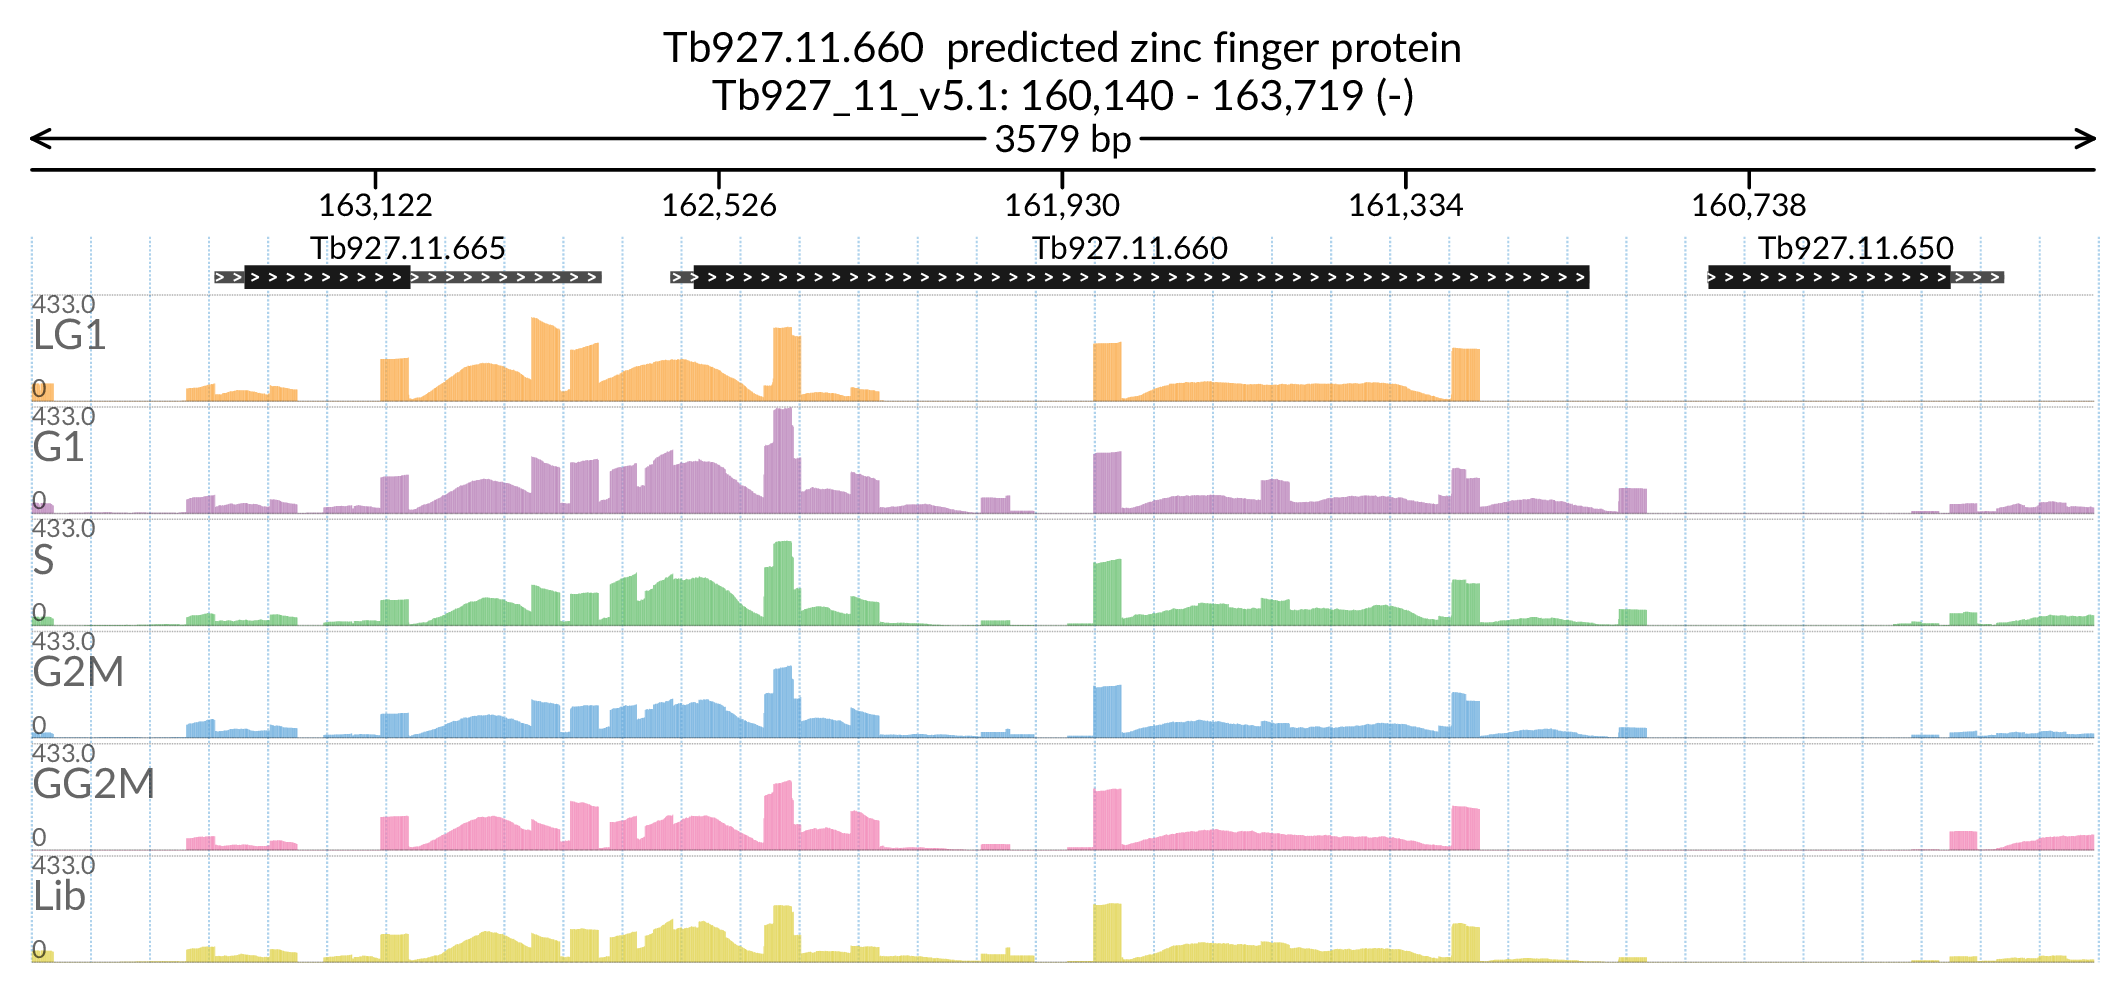 Tb927.11.660  predicted zinc finger protein
Tb927_11_v5.1: 160,140 - 163,719 (-)
3579 bp
163,122 162,526 161,930 161,334 160,738
Tb927.11.665 Tb927.11.660 Tb927.11.650
433.0
LG1
0
433.0
G1
0
433.0
S
0
433.0
G2M
0
433.0
GG2M
0
433.0
Lib
0